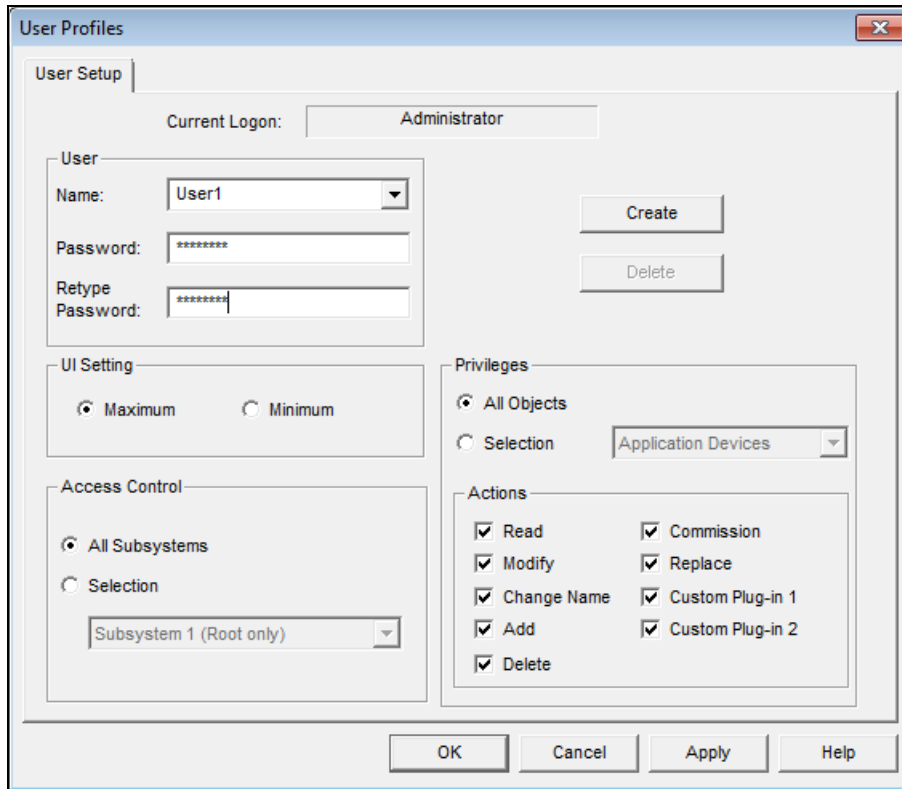 User Profiles
User Setup
Current Logon: Administrator
User
Name: User1
Create
Password: ********
Delete
Retype
Password: ********
UI Setting
Maximum Minimum
Privileges
All Objects
Selection Application Devices
Access Control
All Subsystems
Selection
Subsystem 1 (Root only)
Actions
Read Commission
Modify Replace
Change Name Custom Plug-in 1
Add Custom Plug-in 2
Delete
OK Cancel Apply Help